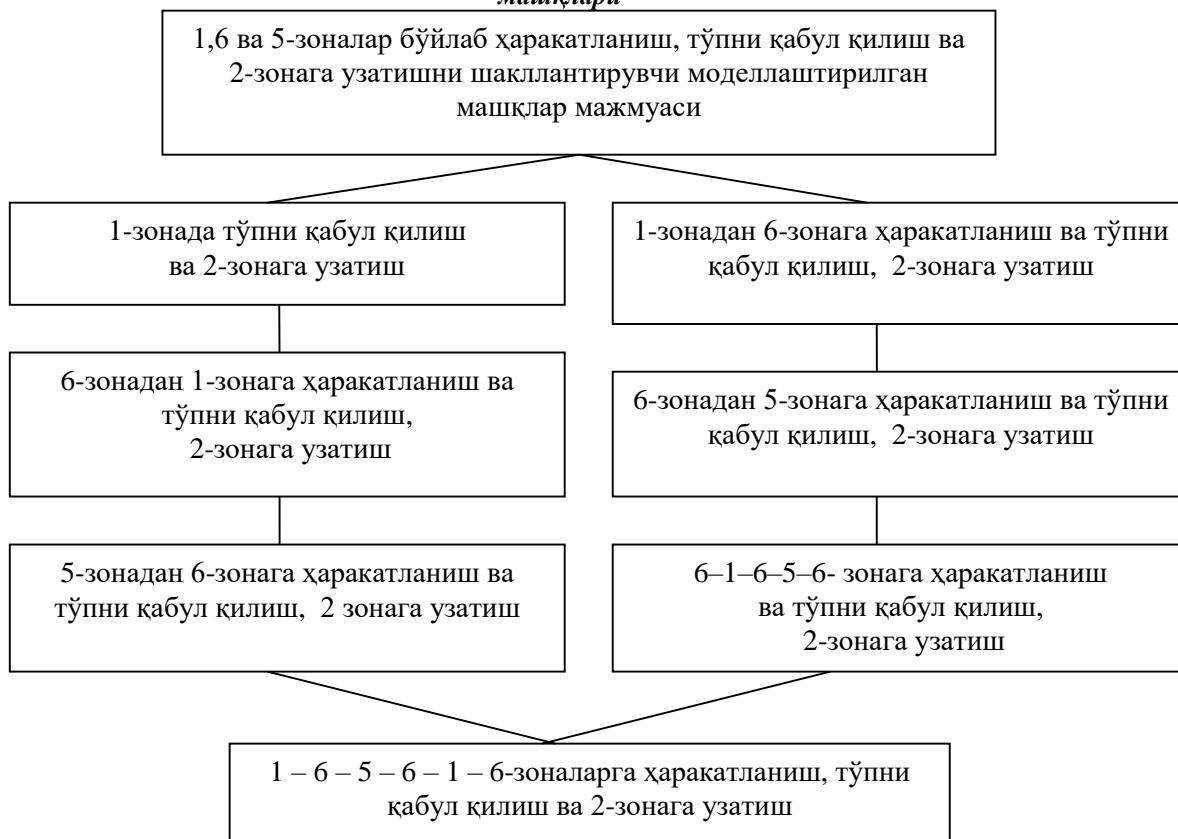 машқлари
1,6 ва 5-зоналар бўйлаб ҳаракатланиш, тўпни қабул қилиш ва
2-зонага узатишни шакллантирувчи моделлаштирилган
машқлар мажмуаси
1-зонада тўпни қабул қилиш
ва 2-зонага узатиш
1-зонадан 6-зонага ҳаракатланиш ва тўпни
қабул қилиш, 2-зонага узатиш
6-зонадан 1-зонага ҳаракатланиш ва
тўпни қабул қилиш,
2-зонага узатиш
6-зонадан 5-зонага ҳаракатланиш ва тўпни
қабул қилиш, 2-зонага узатиш
5-зонадан 6-зонага ҳаракатланиш ва
тўпни қабул қилиш, 2 зонага узатиш
6–1–6–5–6- зонага ҳаракатланиш
ва тўпни қабул қилиш,
2-зонага узатиш
1 – 6 – 5 – 6 – 1 – 6-зоналарга ҳаракатланиш, тўпни
қабул қилиш ва 2-зонага узатиш